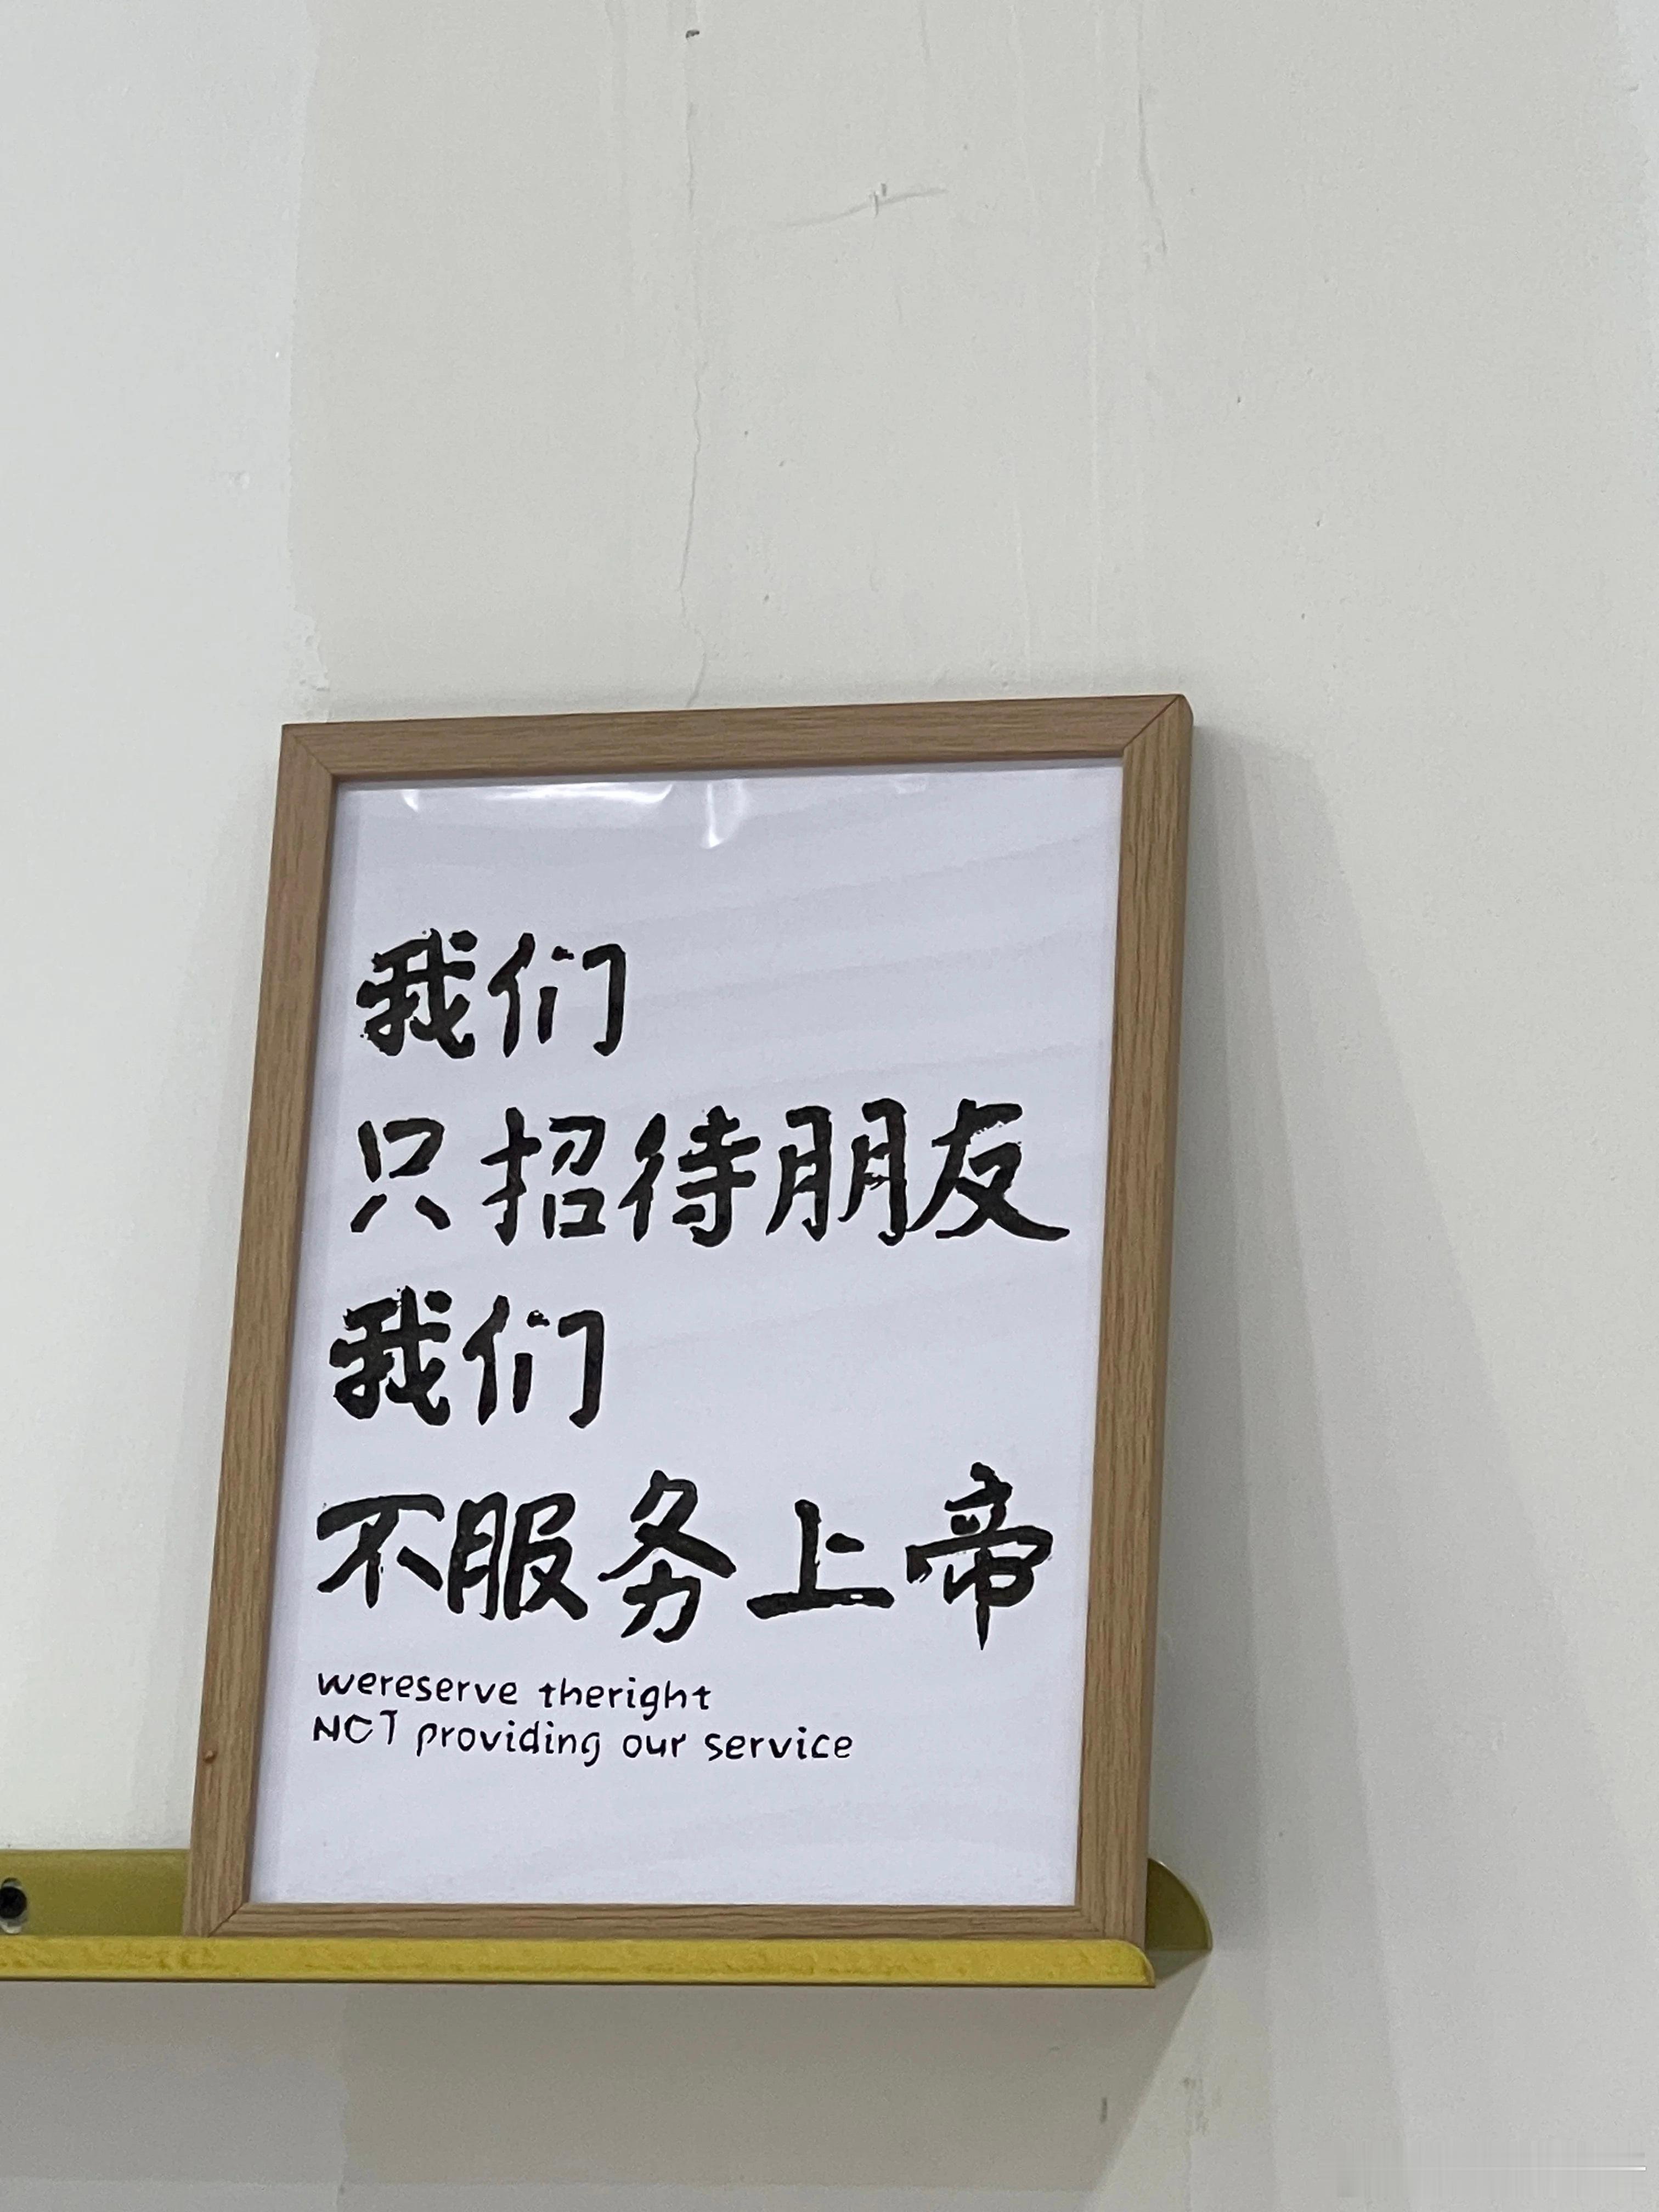 我们
只招待朋友
我们
不服务上帝
wereserve theright
NOT providing our service